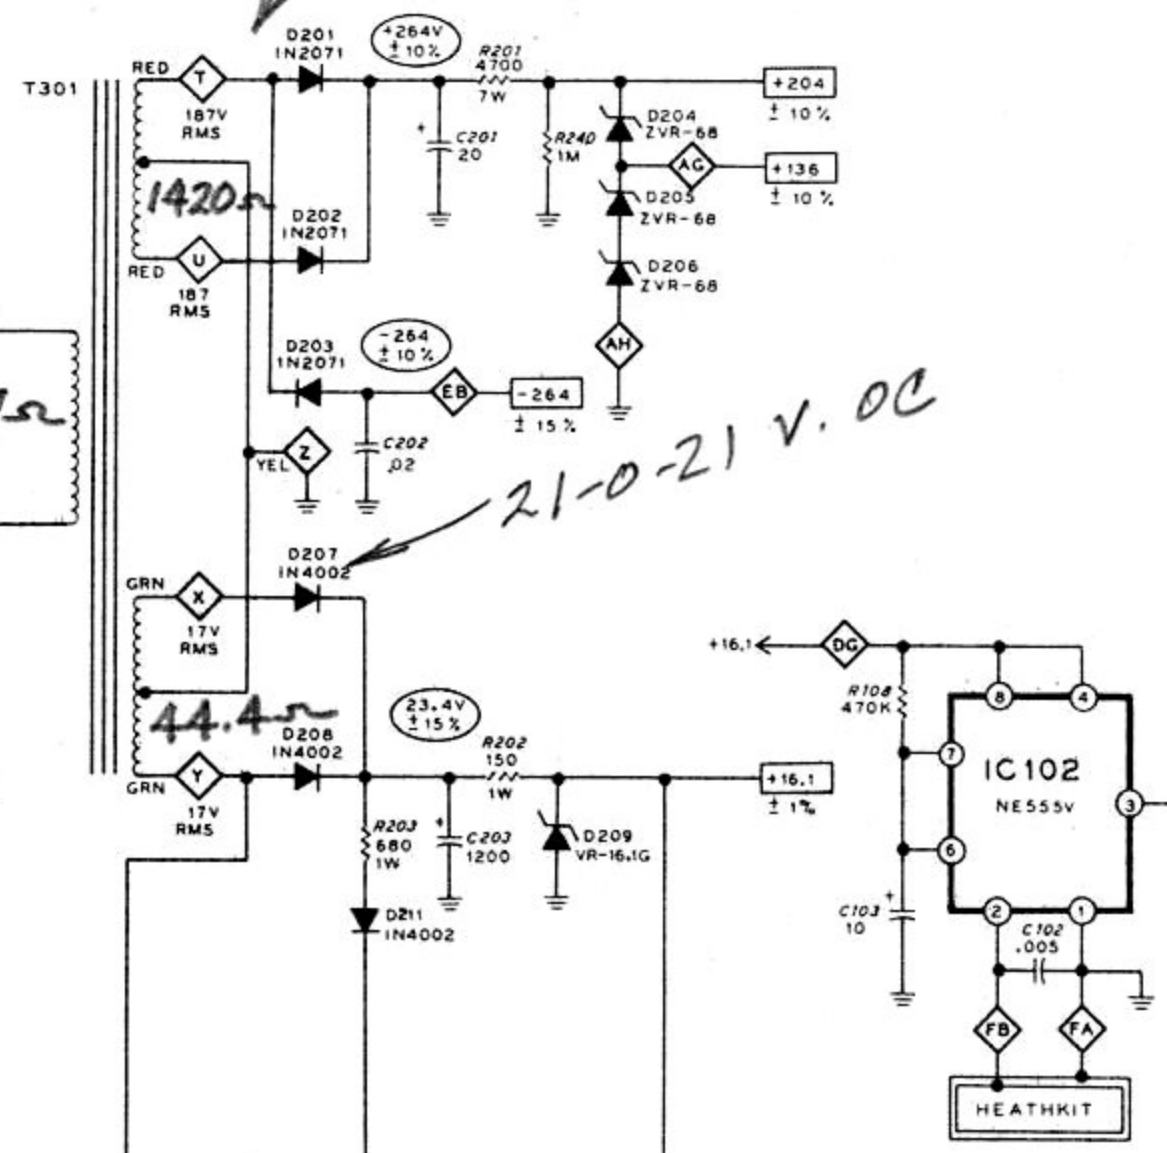 T301
RED
T
187V
RMS
D201
1N2071
+264V
± 10%
R201
4700
7W
+204
± 10%
+
C201
20
R240
1M
D204
ZVR-68
AG
+136
± 10%
D205
ZVR-68
1420Ω
D202
1N2071
RED
U
187
RMS
D206
ZVR-68
AH
D203
1N2071
-264
± 10%
EB
-264
± 15%
C202
.02
YEL
Z
Ω
21-0-21 V. OC
D207
1N4002
GRN
X
17V
RMS
44.4Ω
D208
1N4002
23.4V
± 15%
R202
150
1W
GRN
Y
17V
RMS
+16.1
± 1%
R203
680
1W
+
C203
1200
D209
VR-16.1G
D211
1N4002
+16.1
DG
R108
470K
8
4
7
IC102
NE555V
3
6
+
C103
10
2
1
C102
.005
FB
FA
HEATHKIT